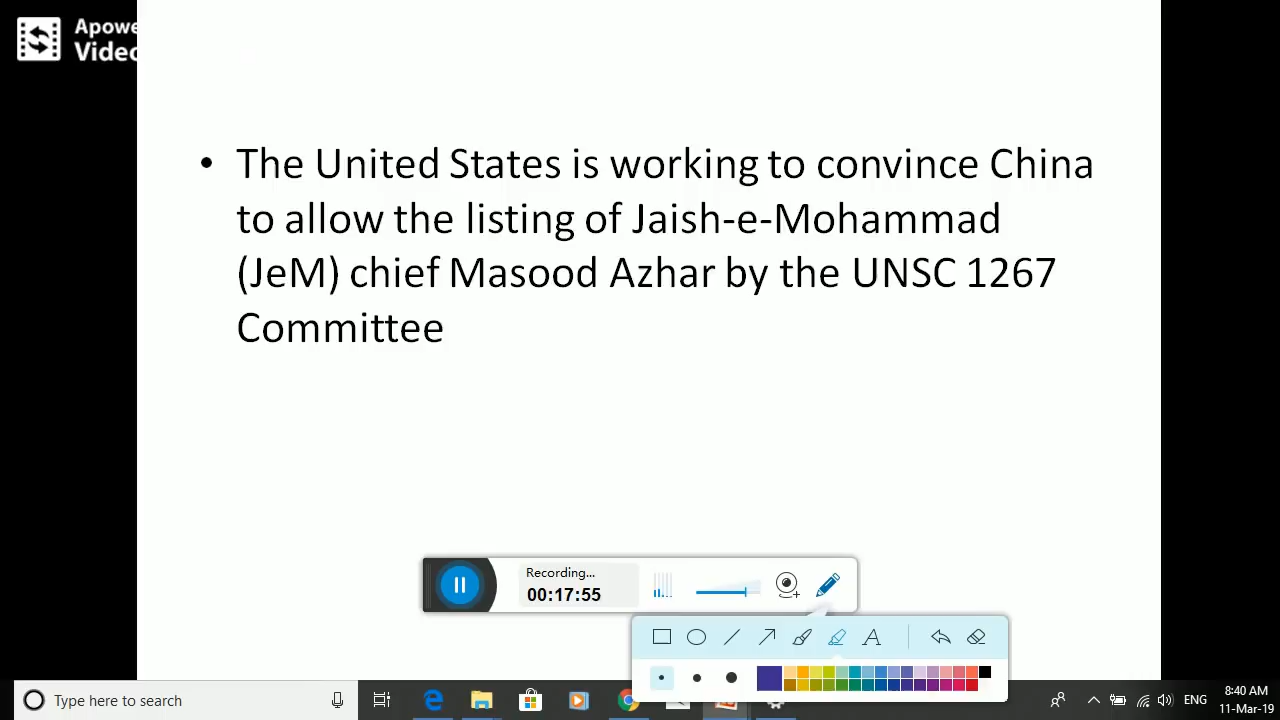 Apowe
Video
• The United States is working to convince China
to allow the listing of Jaish-e-Mohammad
(JeM) chief Masood Azhar by the UNSC 1267
Committee
Recording...
00:17:55
A
Type here to search
ENG
8:40 AM
11-Mar-19